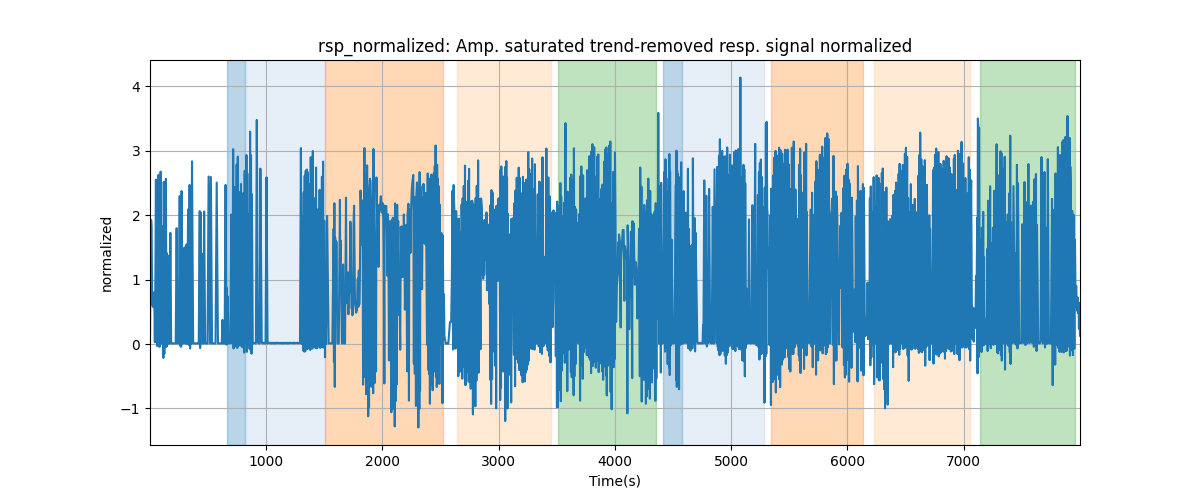 rsp_normalized: Amp. saturated trend-removed resp. signal normalized
normalized
4
3
2
1
0
−1
1000 2000 3000 4000 5000 6000 7000
Time(s)